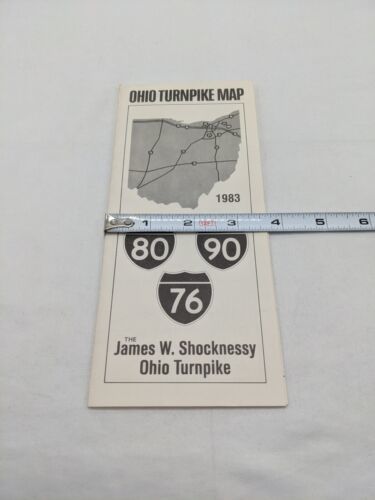 OHIO TURNPIKE MAP
1983
1 2 3 4 5 6
80 90
76
THE
James W. Shocknessy
Ohio Turnpike